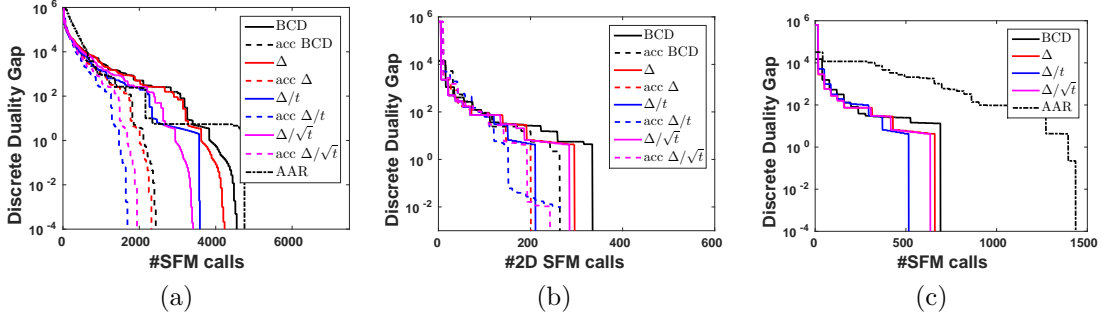 10^6
10^4
10^2
10^0
10^-2
10^-4
Discrete Duality Gap
0 2000 4000 6000
#SFM calls
BCD
acc BCD
Δ
acc Δ
Δ/t
acc Δ/t
Δ/√t
acc Δ/√t
AAR
(a)
10^6
10^4
10^2
10^0
10^-2
Discrete Duality Gap
0 200 400 600
#2D SFM calls
BCD
acc BCD
Δ
acc Δ
Δ/t
acc Δ/t
Δ/√t
acc Δ/√t
(b)
10^6
10^4
10^2
10^0
10^-2
10^-4
Discrete Duality Gap
0 500 1000 1500
#SFM calls
BCD
Δ
Δ/t
Δ/√t
AAR
(c)